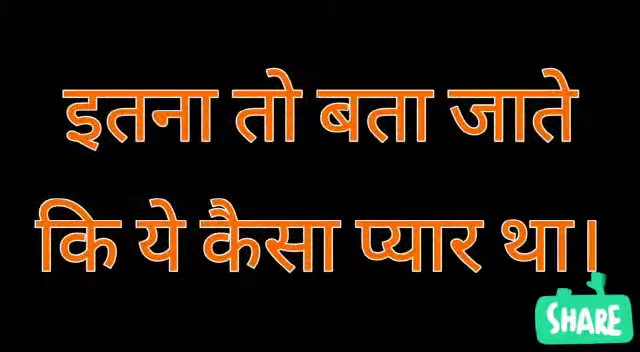 इतना तो बता जाते
कि ये कैसा प्यार था।
SHARE